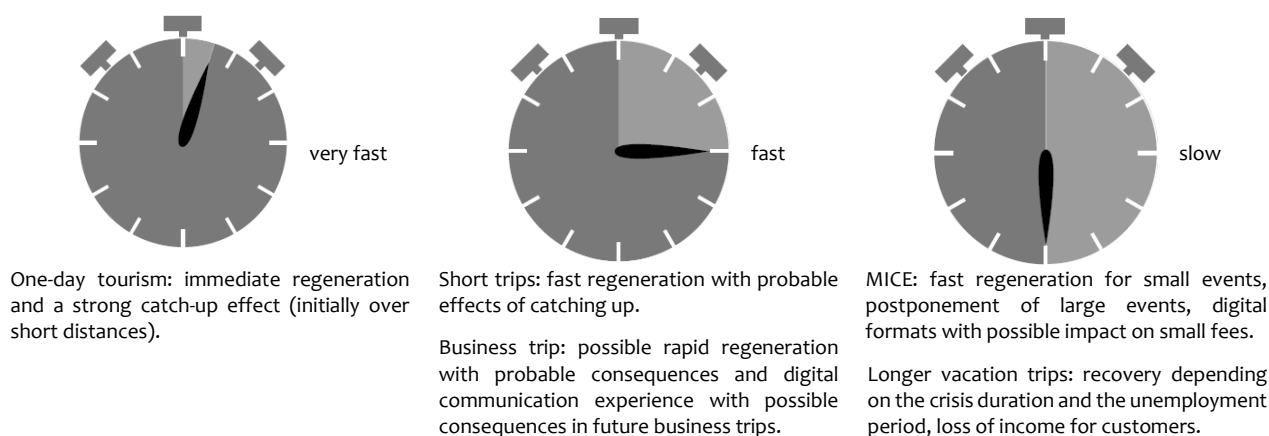 very fast
fast
slow
One-day tourism: immediate regeneration
and a strong catch-up effect (initially over
short distances).
Short trips: fast regeneration with probable
effects of catching up.
Business trip: possible rapid regeneration
with probable consequences and digital
communication experience with possible
consequences in future business trips.
MICE: fast regeneration for small events,
postponement of large events, digital
formats with possible impact on small fees.
Longer vacation trips: recovery depending
on the crisis duration and the unemployment
period, loss of income for customers.